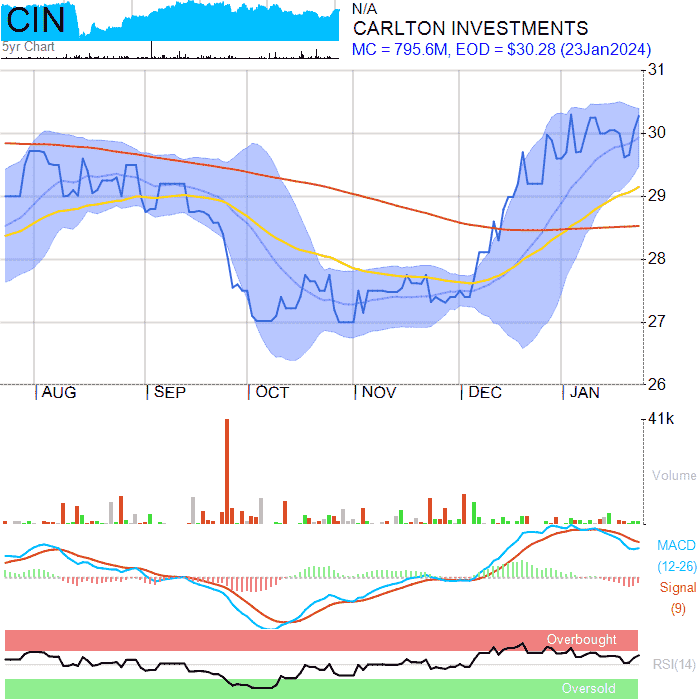 CIN
5yr Chart
N/A
CARLTON INVESTMENTS
MC = 795.6M, EOD = $30.28 (23Jan2024)
31
30
29
28
27
26
AUG
SEP
OCT
NOV
DEC
JAN
41k
Volume
MACD
(12-26)
Signal
(9)
Overbought
RSI(14)
Oversold